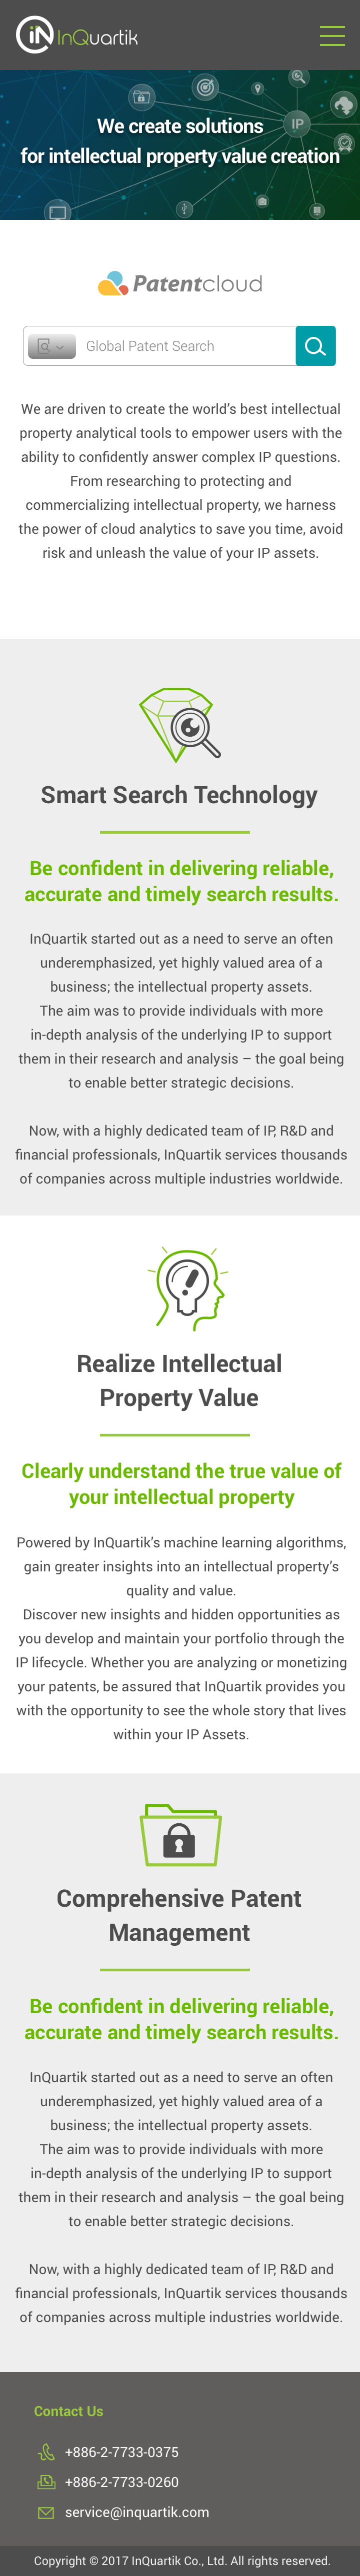 iN InQuartik
We create solutions
for intellectual property value creation
IP
Patentcloud
Global Patent Search
We are driven to create the world's best intellectual
property analytical tools to empower users with the
ability to confidently answer complex IP questions.
From researching to protecting and
commercializing intellectual property, we harness
the power of cloud analytics to save you time, avoid
risk and unleash the value of your IP assets.
Smart Search Technology
Be confident in delivering reliable,
accurate and timely search results.
InQuartik started out as a need to serve an often
underemphasized, yet highly valued area of a
business; the intellectual property assets.
The aim was to provide individuals with more
in-depth analysis of the underlying IP to support
them in their research and analysis – the goal being
to enable better strategic decisions.
Now, with a highly dedicated team of IP, R&D and
financial professionals, InQuartik services thousands
of companies across multiple industries worldwide.
Realize Intellectual
Property Value
Clearly understand the true value of
your intellectual property
Powered by InQuartik's machine learning algorithms,
gain greater insights into an intellectual property's
quality and value.
Discover new insights and hidden opportunities as
you develop and maintain your portfolio through the
IP lifecycle. Whether you are analyzing or monetizing
your patents, be assured that InQuartik provides you
with the opportunity to see the whole story that lives
within your IP Assets.
Comprehensive Patent
Management
Be confident in delivering reliable,
accurate and timely search results.
InQuartik started out as a need to serve an often
underemphasized, yet highly valued area of a
business; the intellectual property assets.
The aim was to provide individuals with more
in-depth analysis of the underlying IP to support
them in their research and analysis – the goal being
to enable better strategic decisions.
Now, with a highly dedicated team of IP, R&D and
financial professionals, InQuartik services thousands
of companies across multiple industries worldwide.
Contact Us
+886-2-7733-0375
+886-2-7733-0260
service@inquartik.com
Copyright © 2017 InQuartik Co., Ltd. All rights reserved.